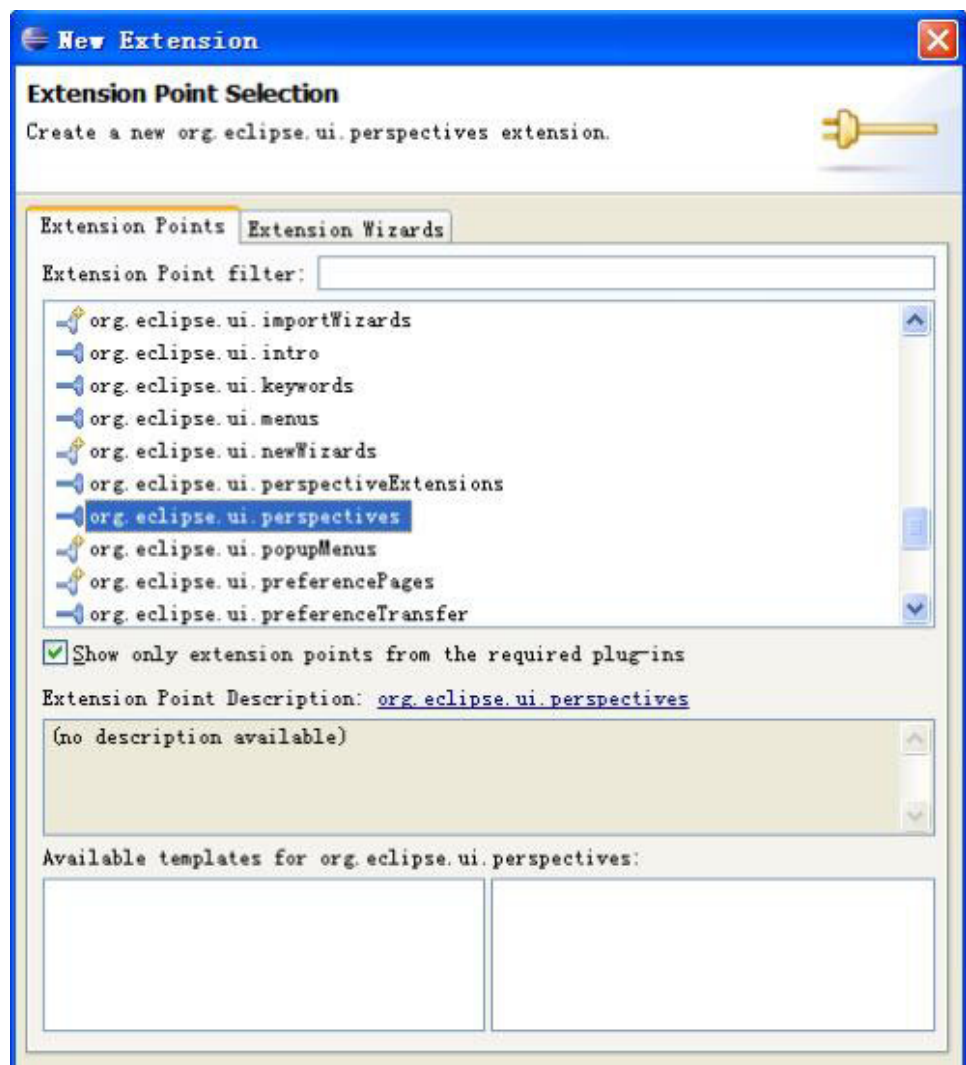 New Extension
Extension Point Selection
Create a new org.eclipse.ui.perspectives extension.
Extension Points
Extension Wizards
Extension Point filter:
org.eclipse.ui.importWizards
org.eclipse.ui.intro
org.eclipse.ui.keywords
org.eclipse.ui.menus
org.eclipse.ui.newWizards
org.eclipse.ui.perspectiveExtensions
org.eclipse.ui.perspectives
org.eclipse.ui.popupMenus
org.eclipse.ui.preferencePages
org.eclipse.ui.preferenceTransfer
Show only extension points from the required plug-ins
Extension Point Description: org.eclipse.ui.perspectives
(no description available)
Available templates for org.eclipse.ui.perspectives: